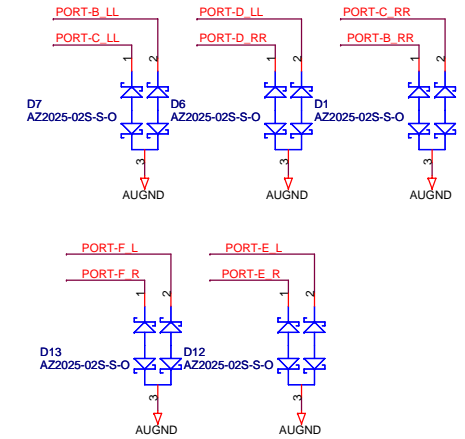 PORT-B_LL
PORT-D_LL
PORT-C_RR
PORT-C_LL
PORT-D_RR
PORT-B_RR
1
2
1
2
1
2
D7
AZ2025-02S-S-O
D6
AZ2025-02S-S-O
D1
AZ2025-02S-S-O
3
3
3
AUGND
AUGND
AUGND
PORT-F_L
PORT-E_L
PORT-F_R
PORT-E_R
1
2
1
2
D13
AZ2025-02S-S-O
D12
AZ2025-02S-S-O
3
3
AUGND
AUGND